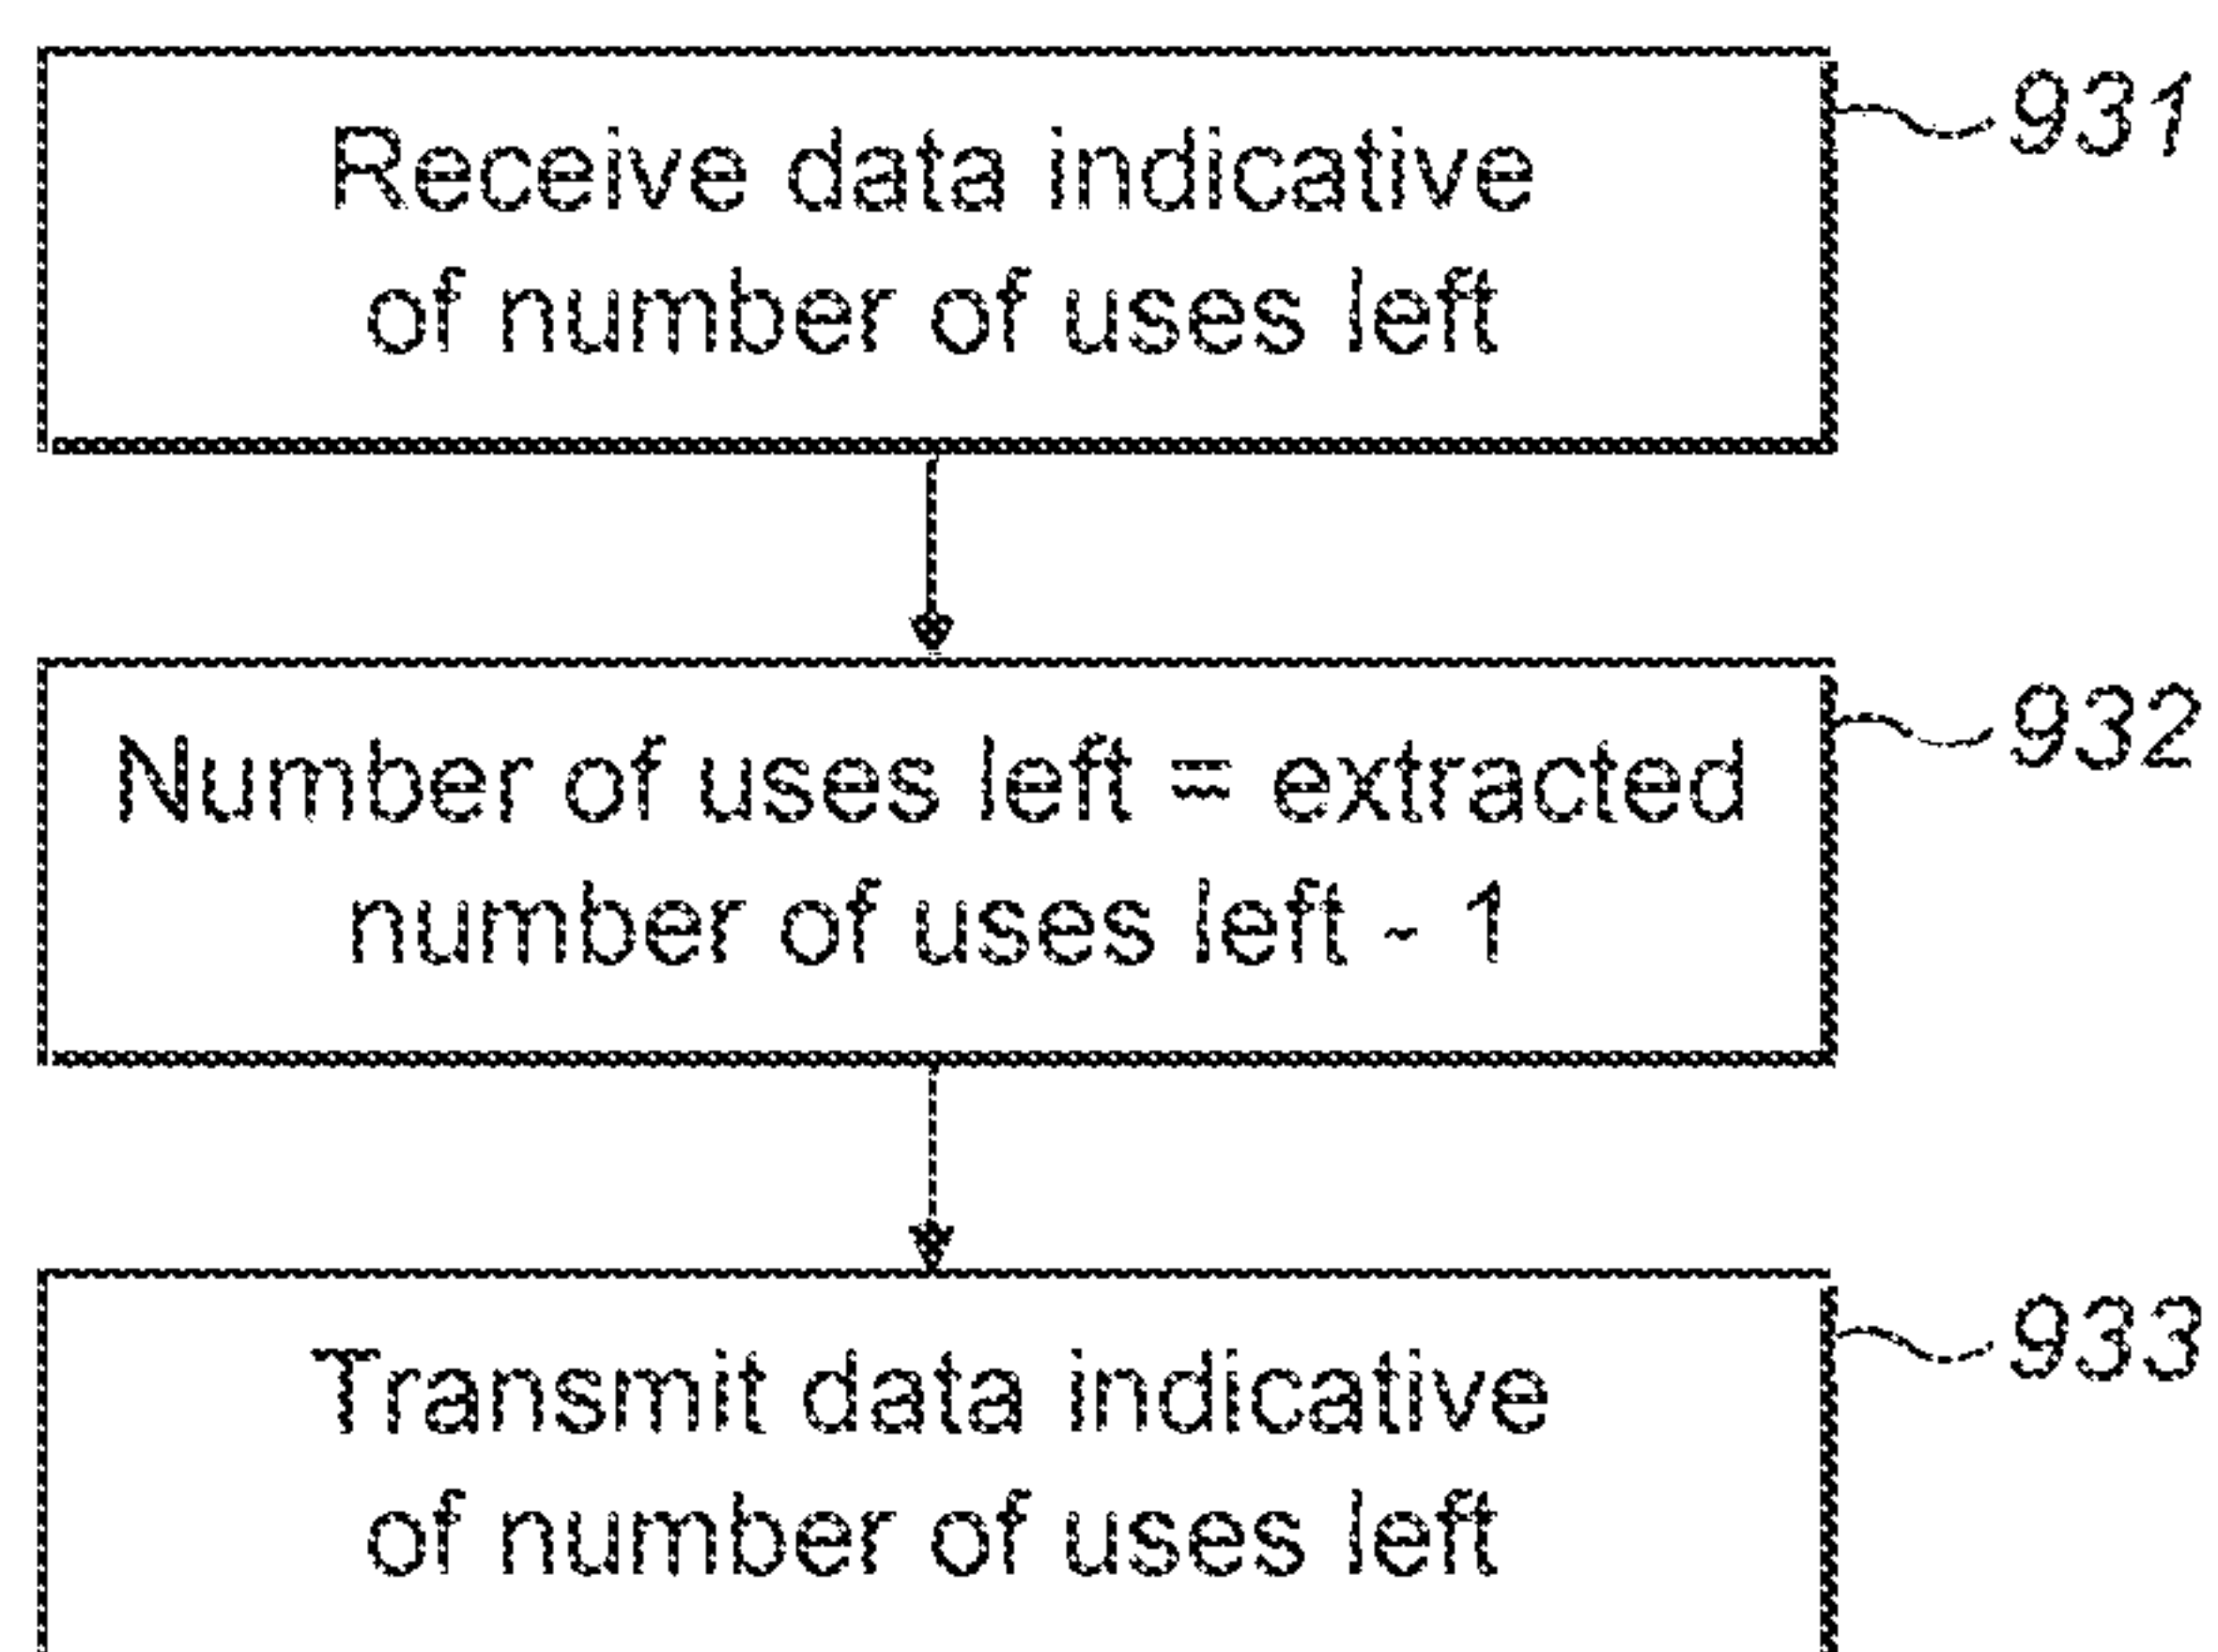 Receive data indicative
of number of uses left
931
Number of uses left = extracted
number of uses left - 1
932
Transmit data indicative
of number of uses left
933